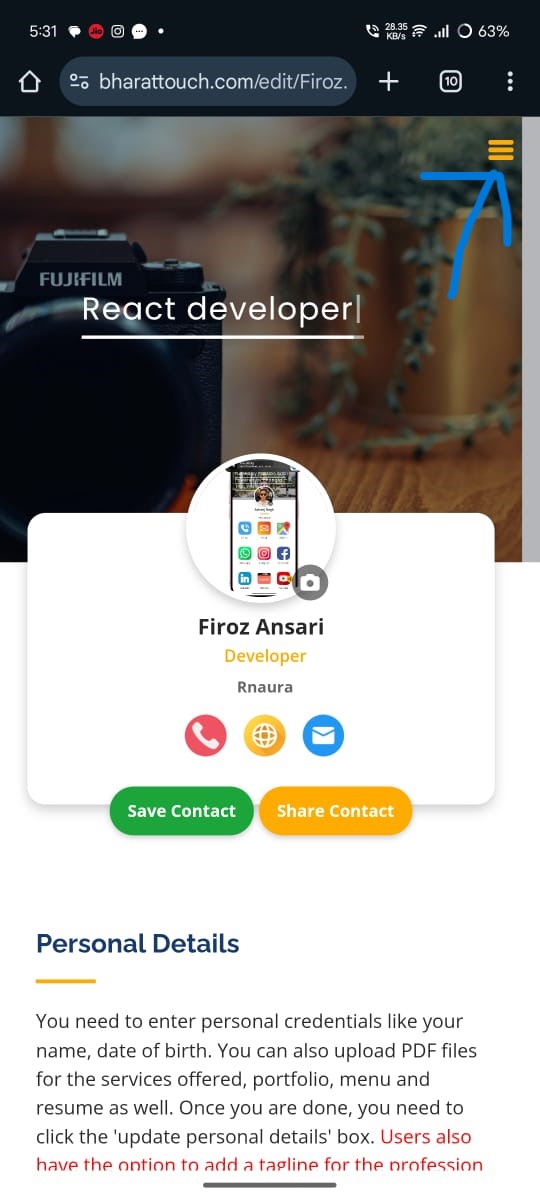 5:31
Jio
28.35
KB/s
63%
bharattouch.com/edit/Firoz.
10
FUJIFILM
React developer
Firoz Ansari
Developer
Rnaura
Save Contact
Share Contact
Personal Details
You need to enter personal credentials like your
name, date of birth. You can also upload PDF files
for the services offered, portfolio, menu and
resume as well. Once you are done, you need to
click the 'update personal details' box. Users also
have the option to add a tagline for the profession